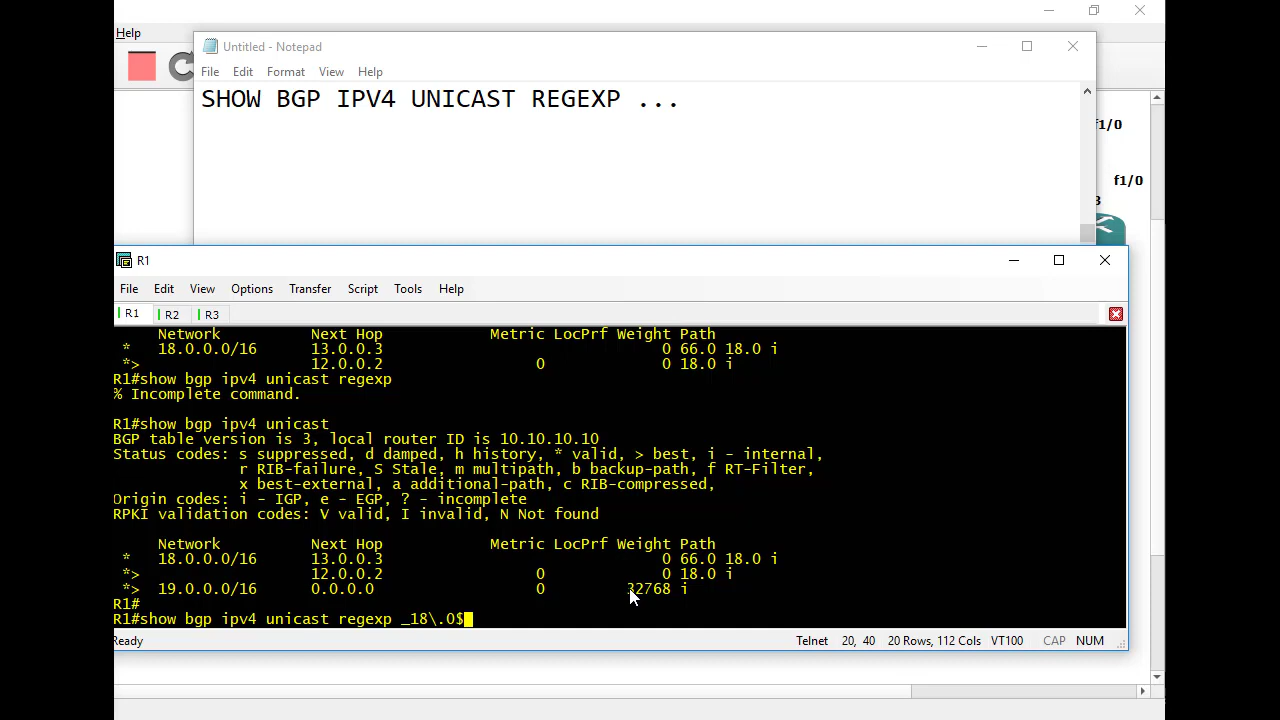 Help
Untitled - Notepad
File Edit Format View Help
SHOW BGP IPV4 UNICAST REGEXP ...
f1/0
f1/0
3
R1
File Edit View Options Transfer Script Tools Help
R1 R2 R3
Network Next Hop Metric LocPrf Weight Path
* 18.0.0.0/16 13.0.0.3 0 66.0 18.0 i
*> 12.0.0.2 0 0 18.0 i
R1#show bgp ipv4 unicast regexp
% Incomplete command.
R1#show bgp ipv4 unicast
BGP table version is 3, local router ID is 10.10.10.10
Status codes: s suppressed, d damped, h history, * valid, > best, i - internal,
r RIB-failure, S Stale, m multipath, b backup-path, f RT-Filter,
x best-external, a additional-path, c RIB-compressed,
Origin codes: i - IGP, e - EGP, ? - incomplete
RPKI validation codes: V valid, I invalid, N Not found
Network Next Hop Metric LocPrf Weight Path
* 18.0.0.0/16 13.0.0.3 0 66.0 18.0 i
*> 12.0.0.2 0 0 18.0 i
*> 19.0.0.0/16 0.0.0.0 0 32768 i
R1#
R1#show bgp ipv4 unicast regexp _18\.0$
Ready Telnet 20, 40 20 Rows, 112 Cols VT100 CAP NUM